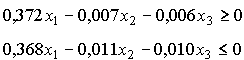 0,372x₁ − 0,007x₂ − 0,006x₃ ≥ 0
0,368x₁ − 0,011x₂ − 0,010x₃ ≤ 0